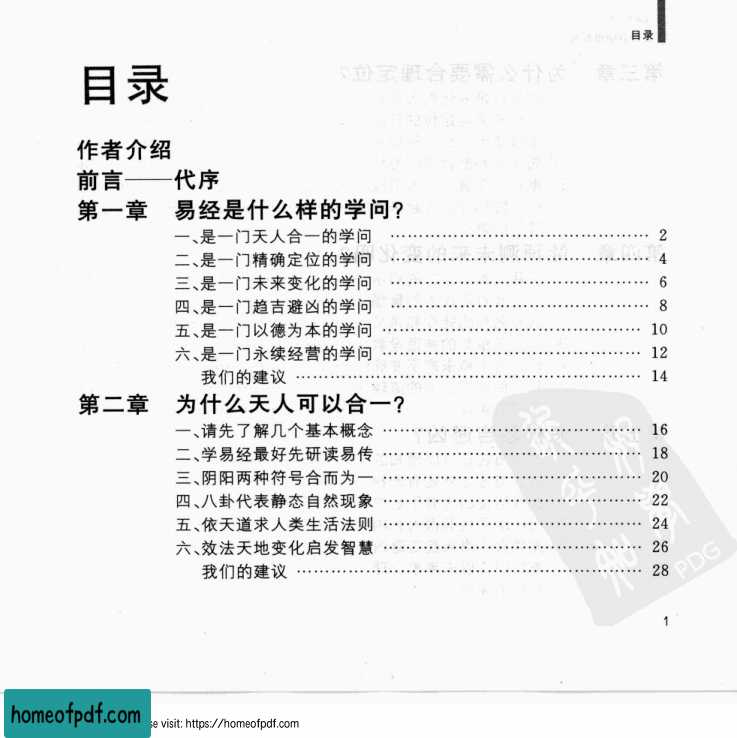 目录
目录
作者介绍
前言——代序
第一章 易经是什么样的学问?
一、是一门天人合一的学问 ………………………………… 2
二、是一门精确定位的学问 ………………………………… 4
三、是一门未来变化的学问 ………………………………… 6
四、是一门趋吉避凶的学问 ………………………………… 8
五、是一门以德为本的学问 ………………………………… 10
六、是一门永续经营的学问 ………………………………… 12
我们的建议 ……………………………………………… 14
第二章 为什么天人可以合一?
一、请先了解几个基本概念 ………………………………… 16
二、学易经最好先研读易传 ………………………………… 18
三、阴阳两种符号合而为一 ………………………………… 20
四、八卦代表静态自然现象 ………………………………… 22
五、依天道求人类生活法则 ………………………………… 24
六、效法天地变化启发智慧 ………………………………… 26
我们的建议 ……………………………………………… 28
PDG
1
homeofpdf.com se visit: https://homeofpdf.com